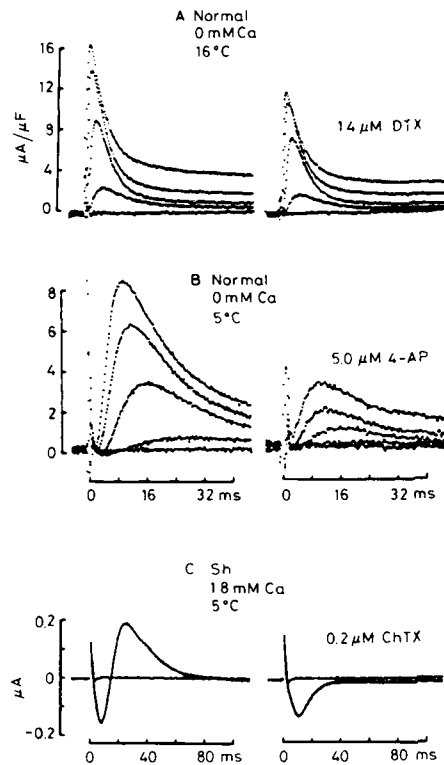 A Normal
0 mM Ca
16°C
16
12
8
4
0
μA/μF
14 μM DTX
B Normal
0 mM Ca
5°C
8
6
4
2
0
5.0 μM 4-AP
0 16 32 ms
0 16 32 ms
C Sh
1.8 mM Ca
5°C
0.2
0
-0.2
μA
0.2 μM ChTX
0 40 80 ms
0 40 80 ms